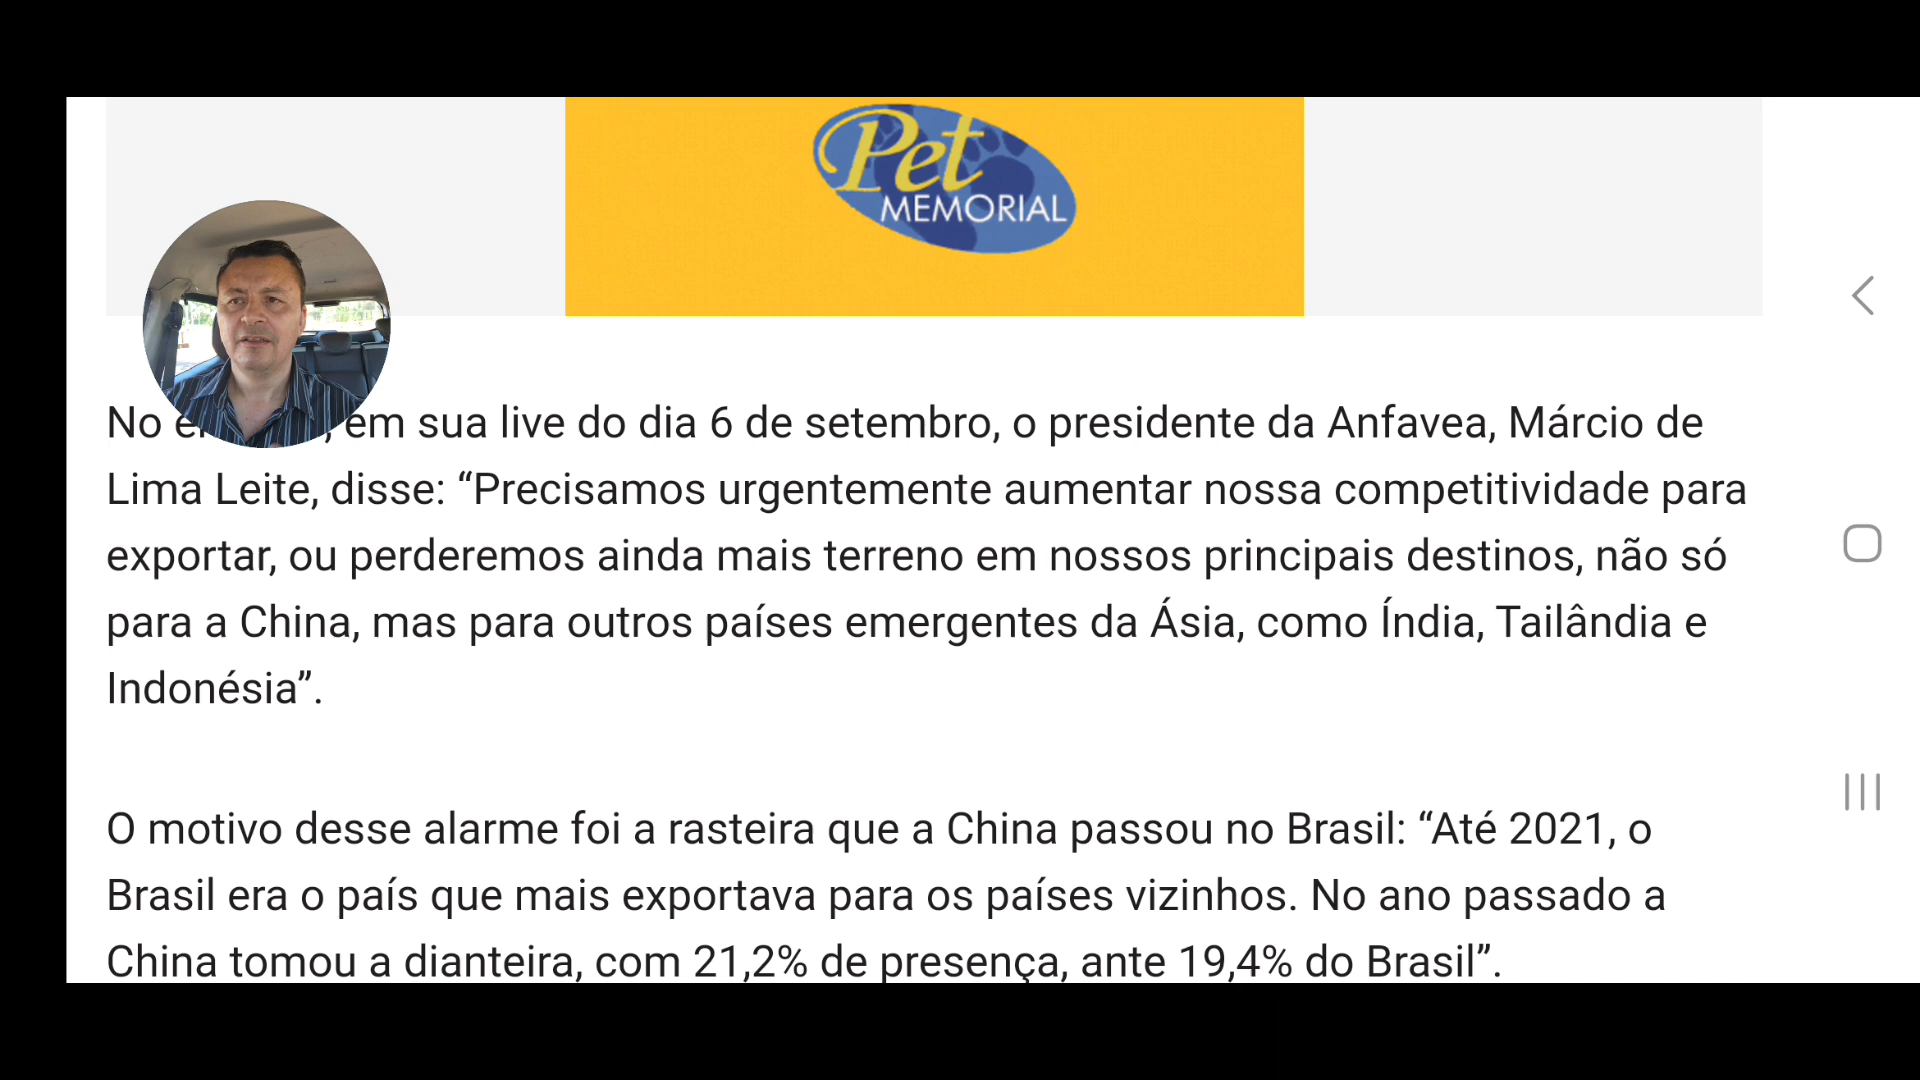 Pet
MEMORIAL
No em sua live do dia 6 de setembro, o presidente da Anfavea, Márcio de
Lima Leite, disse: “Precisamos urgentemente aumentar nossa competitividade para
exportar, ou perderemos ainda mais terreno em nossos principais destinos, não só
para a China, mas para outros países emergentes da Ásia, como Índia, Tailândia e
Indonésia”.
O motivo desse alarme foi a rasteira que a China passou no Brasil: “Até 2021, o
Brasil era o país que mais exportava para os países vizinhos. No ano passado a
China tomou a dianteira, com 21,2% de presença, ante 19,4% do Brasil”.